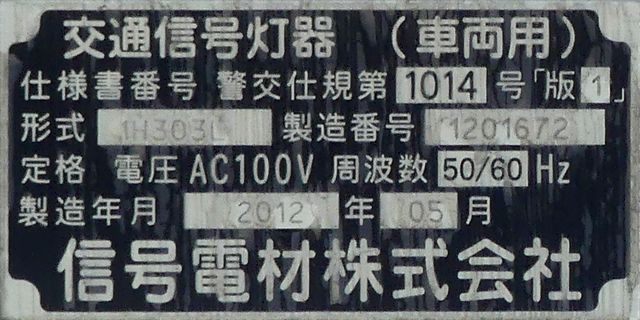 交通信号灯器 (車両用)
仕様書番号 警交仕規第 1014 号「版 1」
形式 1H303L 製造番号 1201672
定格 電圧 AC100V 周波数 50/60 Hz
製造年月 2012 年 05 月
信号電材株式会社